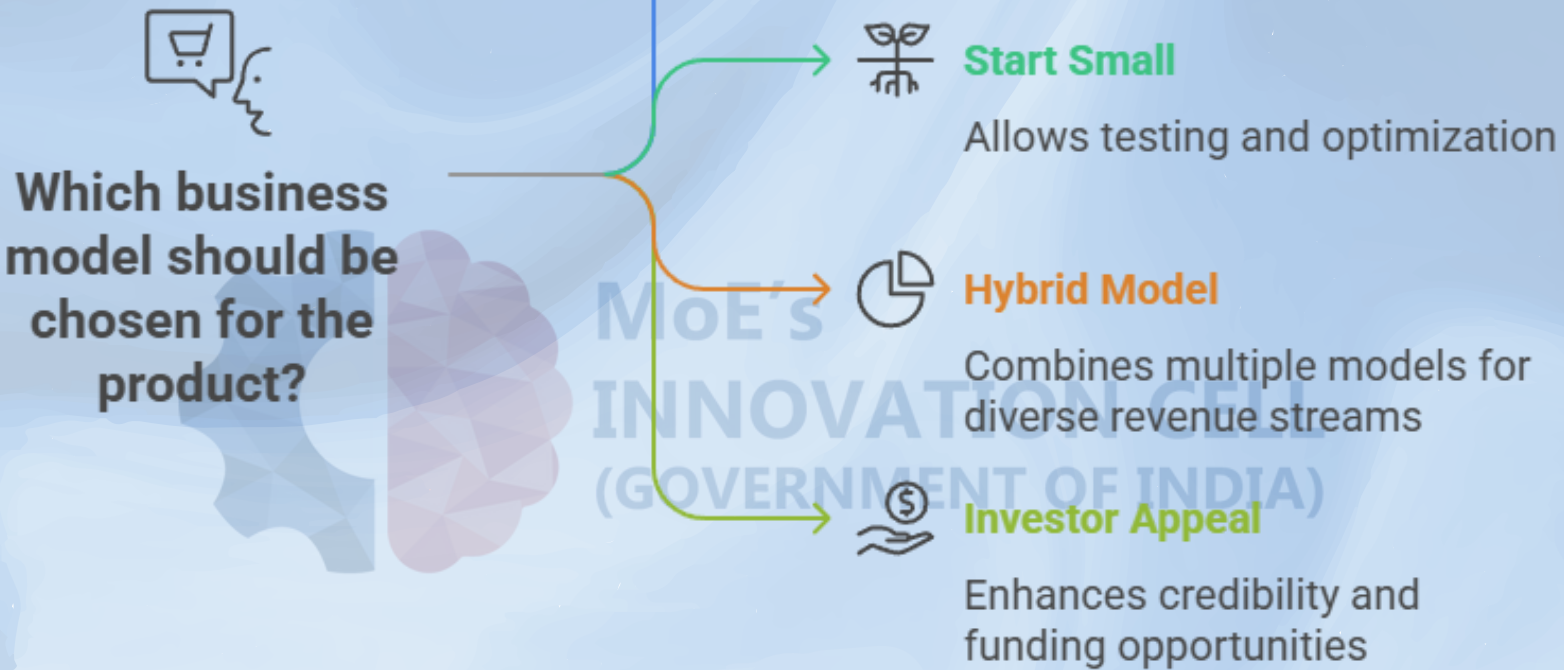 Which business
model should be
chosen for the
product?
Start Small
Allows testing and optimization
Hybrid Model
Combines multiple models for
diverse revenue streams
Investor Appeal
Enhances credibility and
funding opportunities
MoE's
INNOVATION CELL
(GOVERNMENT OF INDIA)
$